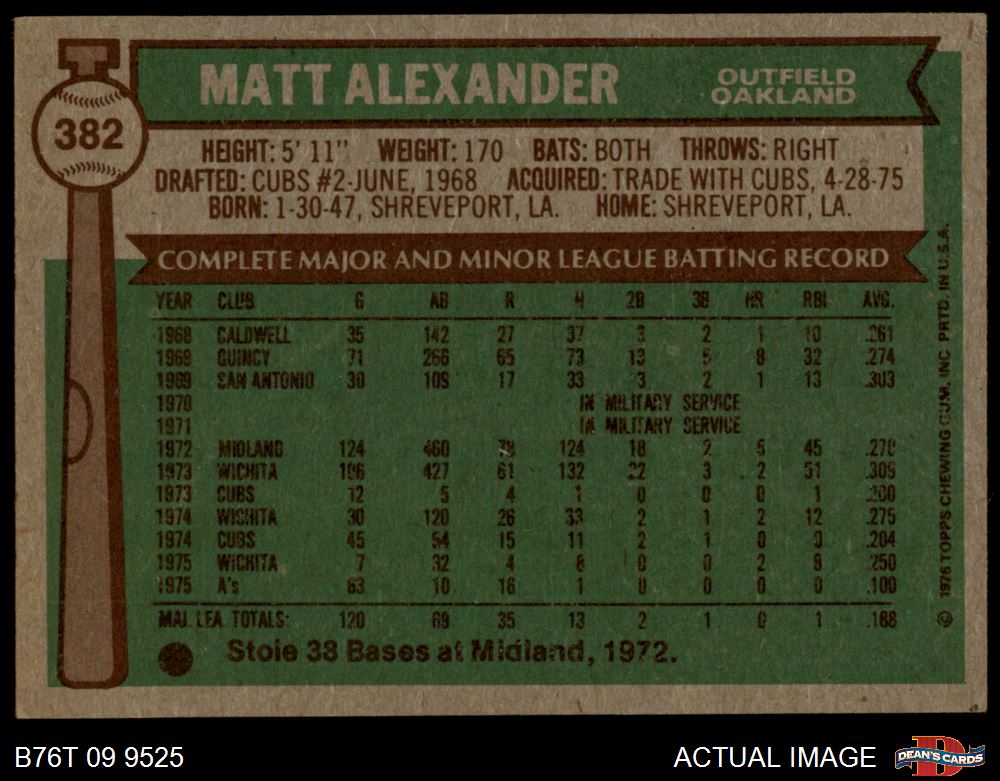 MATT ALEXANDER
OUTFIELD
OAKLAND
382
HEIGHT: 5' 11" WEIGHT: 170 BATS: BOTH THROWS: RIGHT
DRAFTED: CUBS #2-JUNE, 1968 ACQUIRED: TRADE WITH CUBS, 4-28-75
BORN: 1-30-47, SHREVEPORT, LA. HOME: SHREVEPORT, LA.
COMPLETE MAJOR AND MINOR LEAGUE BATTING RECORD
YEAR CLUB G AB R H 2B 3B HR RBI AVG.
1968 CALDWELL 35 142 27 37 3 2 1 10 .261
1969 QUINCY 71 266 65 73 13 8 32 .274
1969 SAN ANTONIO 30 109 17 33 3 2 1 13 .303
1970 IN MILITARY SERVICE
1971 IN MILITARY SERVICE
1972 MIDLAND 124 460 124 18 2 5 45 .270
1973 WICHITA 106 427 61 132 22 3 2 51 .309
1973 CUBS 12 5 4 1 0 0 0 1 .200
1974 WICHITA 30 120 26 33 2 1 2 12 .275
1974 CUBS 45 54 15 11 2 1 0 0 .204
1975 WICHITA 7 32 4 8 0 0 2 .250
1975 A's 63 10 16 1 0 0 0 0 .100
MAJ. LEA. TOTALS: 120 69 35 13 2 1 0 1 .188
Stole 38 Bases at Midland, 1972.
© 1976 TOPPS CHEWING GUM, INC. PRTD. IN U.S.A.
B76T 09 9525
ACTUAL IMAGE
D
DEAN'S CARDS